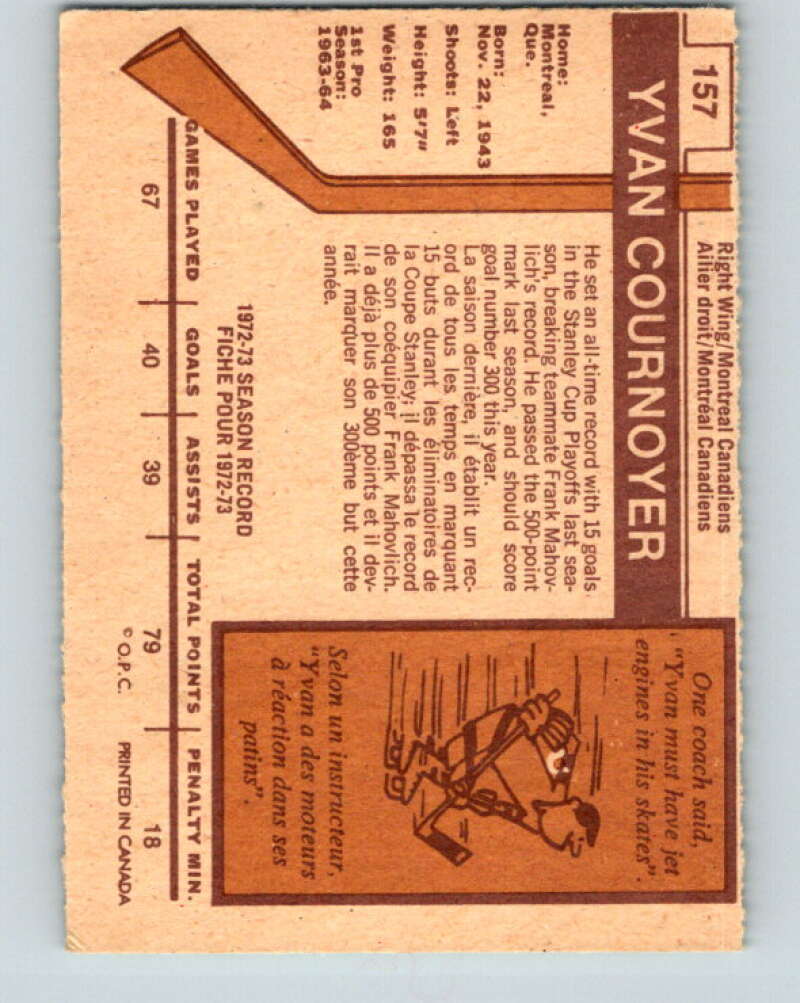 157
Right Wing/Montreal Canadiens
Ailier droit/Montréal Canadiens
YVAN COURNOYER
Home:
Montreal,
Que.
Born:
Nov. 22, 1943
Shoots: Left
Height: 5'7"
Weight: 165
1st Pro
Season:
1963-64
He set an all-time record with 15 goals
in the Stanley Cup Playoffs last sea-
son, breaking teammate Frank Mahov-
lich's record. He passed the 500-point
mark last season, and should score
goal number 300 this year.
La saison dernière, il établit un rec-
ord de tous les temps en marquant
15 buts durant les éliminatoires de
la Coupe Stanley; il dépassa le record
de son coéquipier Frank Mahovlich.
Il a déjà plus de 500 points et il dev-
rait marquer son 300ème but cette
année.
One coach said,
"Yvan must have jet
engines in his skates".
Selon un instructeur,
"Yvan a des moteurs
à réaction dans ses
patins".
1972-73 SEASON RECORD
FICHE POUR 1972-73
GAMES PLAYED GOALS ASSISTS TOTAL POINTS PENALTY MIN.
67 40 39 79 18
© O.P.C. PRINTED IN CANADA